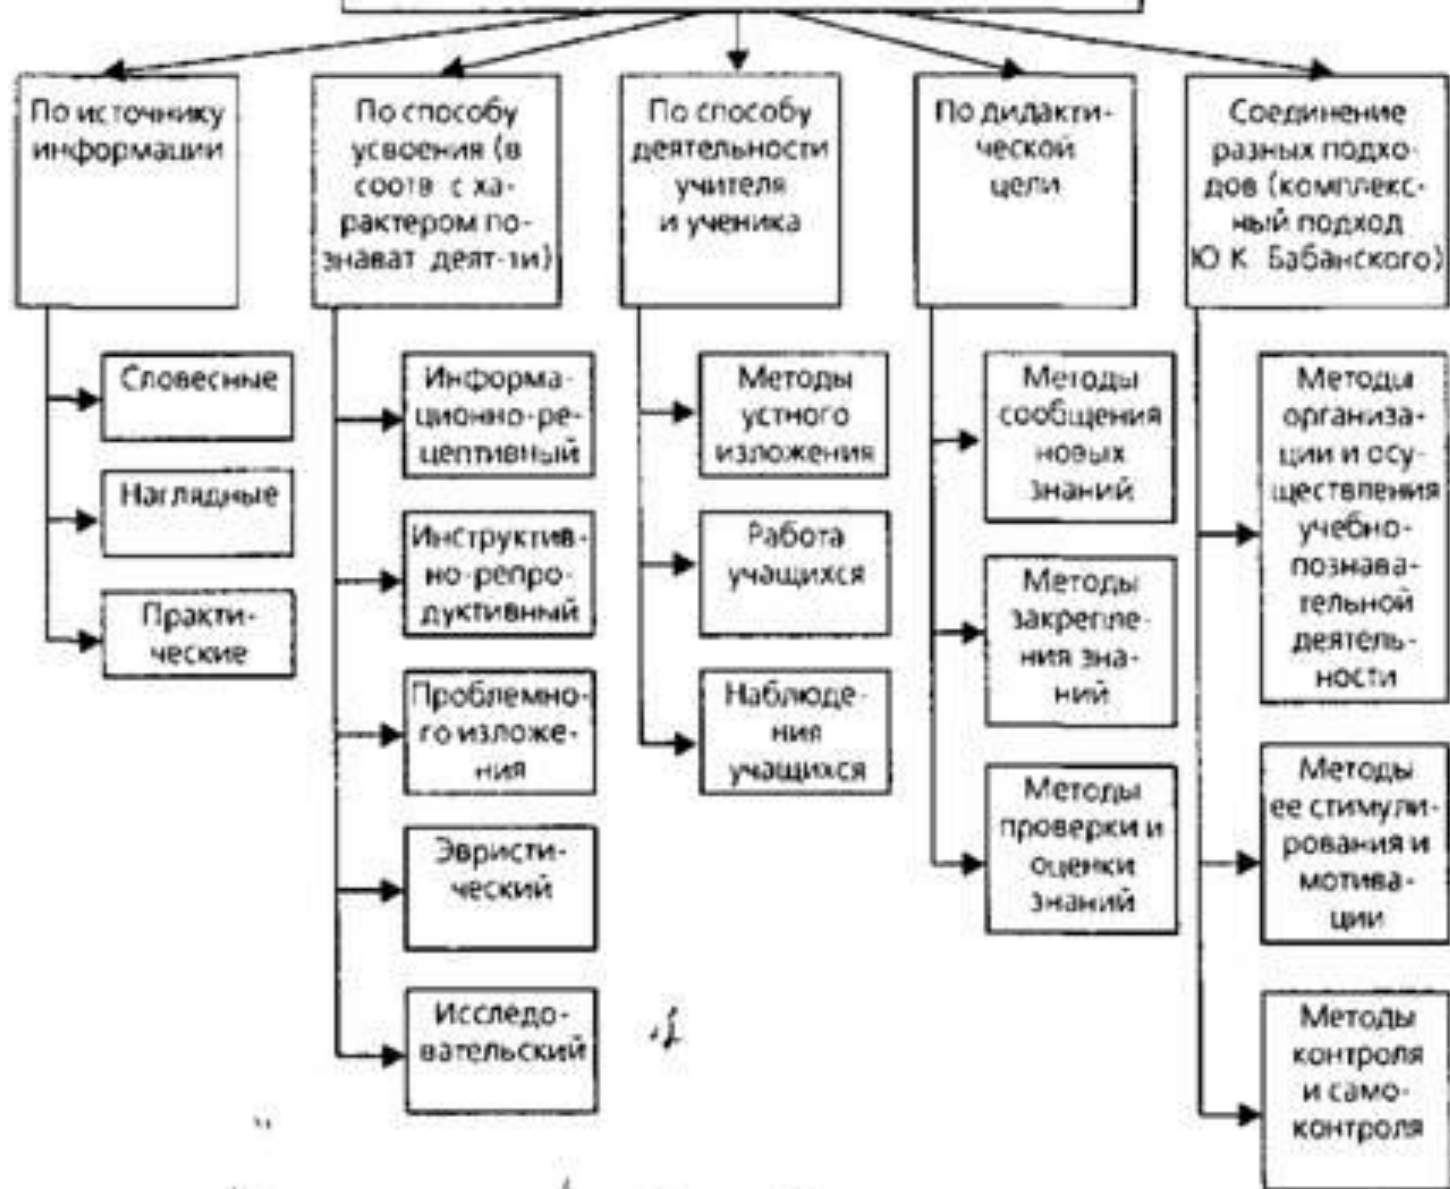 По источнику
информации
По способу
усвоения (в
соотв. с ха-
рактером по-
знават. деят-ти)
По способу
деятельности
учителя
и ученика
По дидакти-
ческой
цели
Соединение
разных подхо-
дов (комплекс-
ный подход
Ю К Бабанского)
Словесные
Наглядные
Практи-
ческие
Информа-
ционно-ре-
цептивный
Инструктив-
но-репро-
дуктивный
Проблемно-
го изложе-
ния
Эвристи-
ческий
Исследо-
вательский
Методы
устного
изложения
Работа
учащихся
Наблюде-
ния
учащихся
Методы
сообщения
новых
знаний
Методы
закрепле-
ния зна-
ний
Методы
проверки и
оценки
знаний
Методы
организа-
ции и осу-
ществления
учебно-
познава-
тельной
деятель-
ности
Методы
ее стимули-
рования и
мотива-
ции
Методы
контроля
и само-
контроля